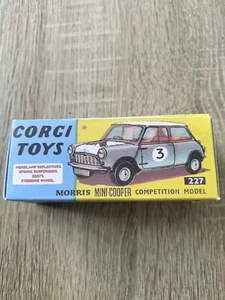 CORGI
TOYS
HEADLAMP REFLECTORS,
SPRING SUSPENSION,
SEATS,
STEERING WHEEL.
3
227
MORRIS MINI-COOPER COMPETITION MODEL